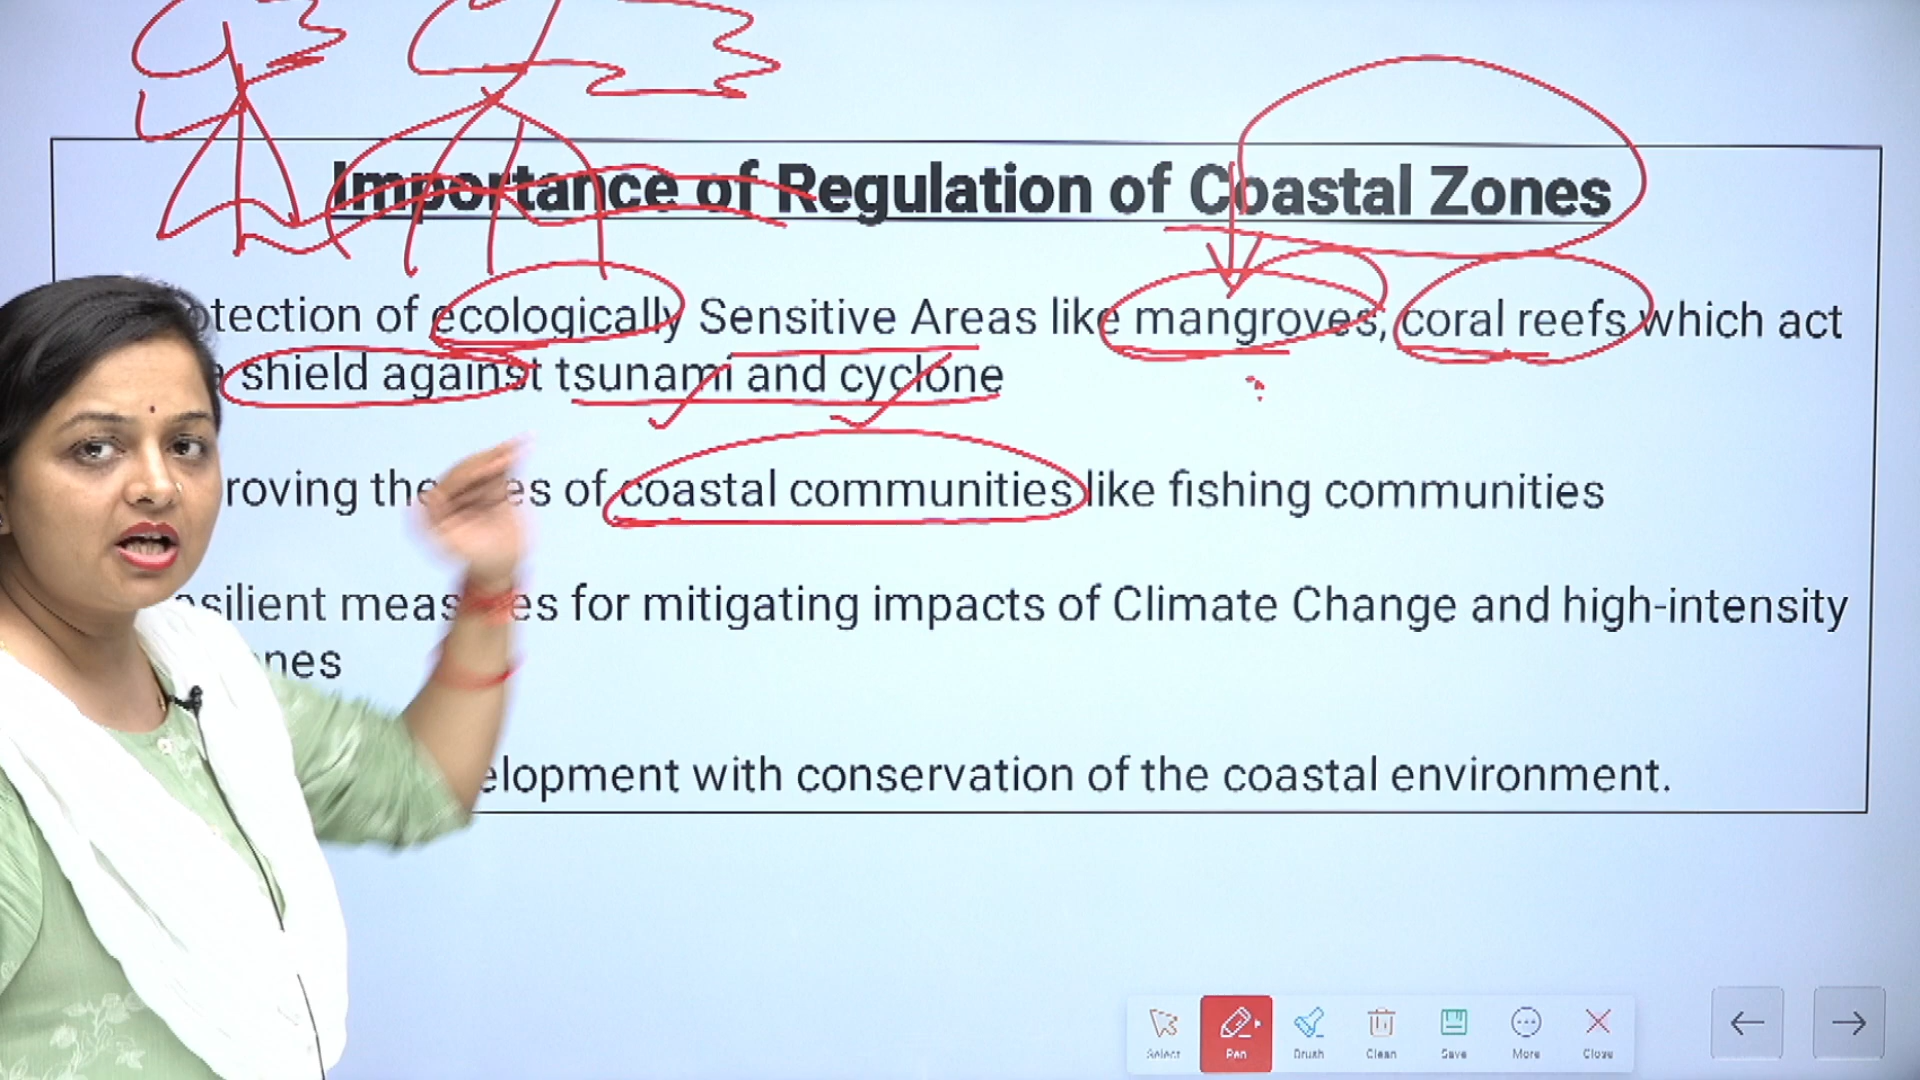 Importance of Regulation of Coastal Zones
otection of ecologically Sensitive Areas like mangroves, coral reefs which act
a shield against tsunami and cyclone
roving the es of coastal communities like fishing communities
silient measures for mitigating impacts of Climate Change and high-intensity
nes
elopment with conservation of the coastal environment.
Select Pen Brush Clean Save More Close